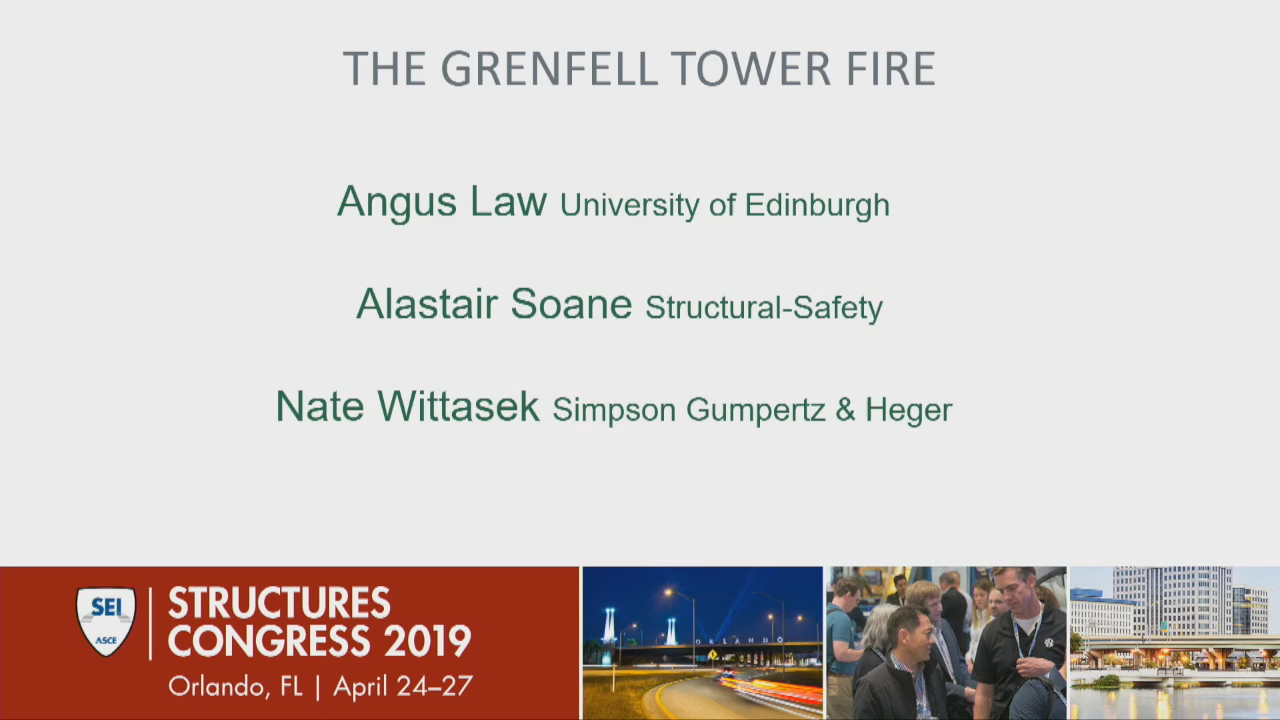 THE GRENFELL TOWER FIRE
Angus Law University of Edinburgh
Alastair Soane Structural-Safety
Nate Wittasek Simpson Gumpertz & Heger
SEI
ASCE
STRUCTURES
CONGRESS 2019
Orlando, FL | April 24–27
ORLANDO